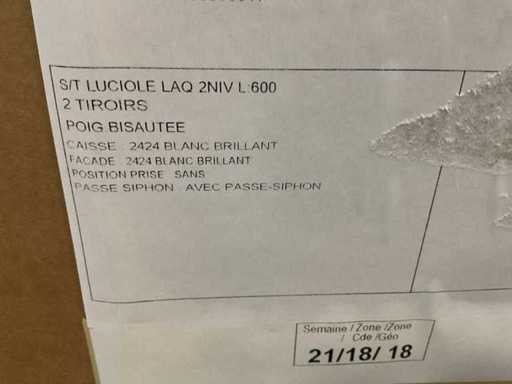 S/T LUCIOLE LAQ 2NIV L:600
2 TIROIRS
POIG.BISAUTEE
CAISSE : 2424 BLANC BRILLANT
FACADE : 2424 BLANC BRILLANT
POSITION PRISE : SANS
PASSE SIPHON : AVEC PASSE-SIPHON
Semaine / Zone /Zone
/ Cde /Géo
21/18/ 18